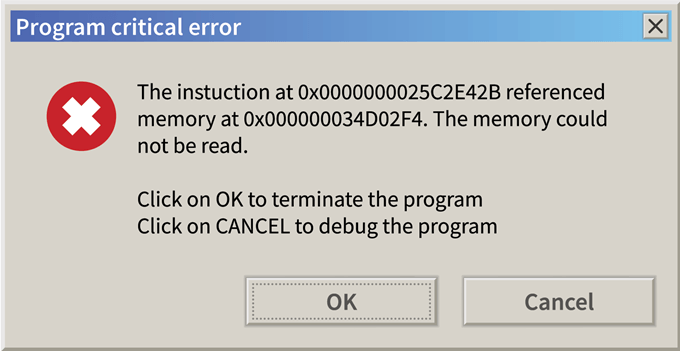 Program critical error
The instuction at 0x0000000025C2E42B referenced
memory at 0x000000034D02F4. The memory could
not be read.
Click on OK to terminate the program
Click on CANCEL to debug the program
OK Cancel